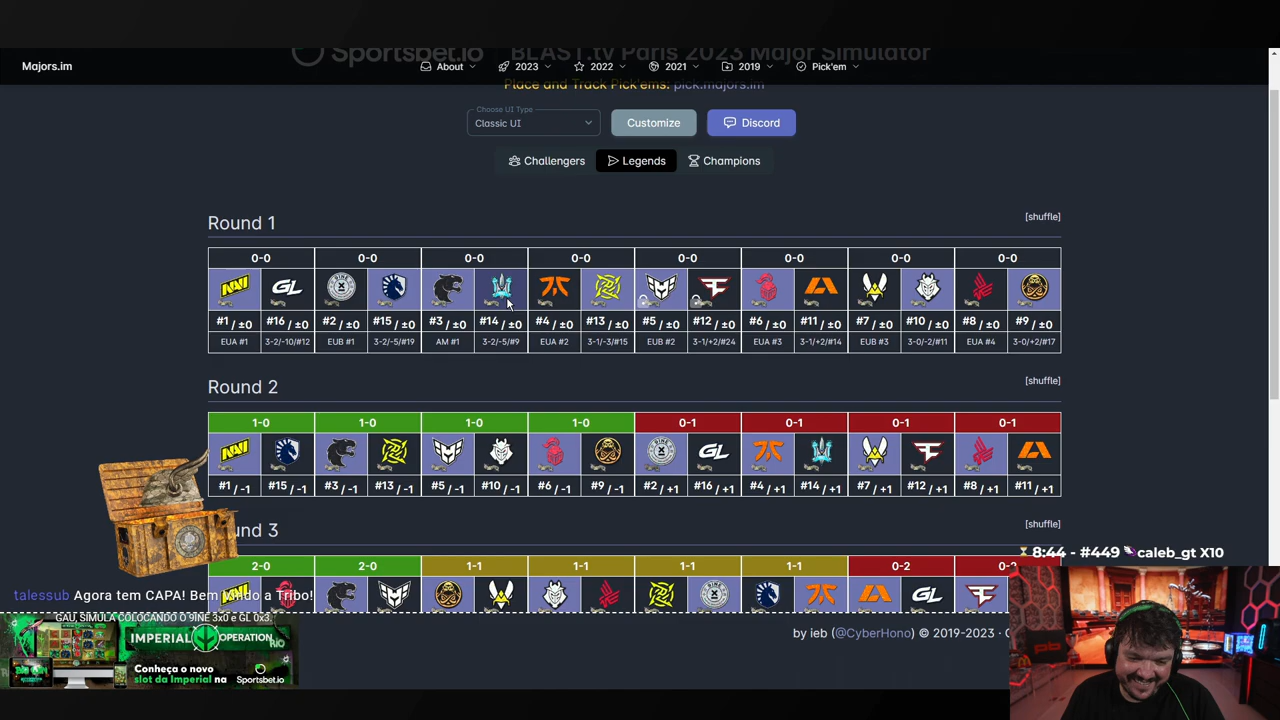 Sportsbet.io BLAST.tv Paris 2023 Major Simulator
Majors.im About 2023 2022 2021 2019 Pick'em
Place and Track Pick'ems: pick.majors.im
Choose UI Type
Classic UI Customize Discord
Challengers Legends Champions
Round 1 [shuffle]
0-0 0-0 0-0 0-0 0-0 0-0 0-0 0-0
GL
#1 / ±0 #16 / ±0 #2 / ±0 #15 / ±0 #3 / ±0 #14 / ±0 #4 / ±0 #13 / ±0 #5 / ±0 #12 / ±0 #6 / ±0 #11 / ±0 #7 / ±0 #10 / ±0 #8 / ±0 #9 / ±0
EUA #1 3-2/-10/#12 EUB #1 3-2/-5/#19 AM #1 3-2/-5/#9 EUA #2 3-1/-3/#15 EUB #2 3-1/+2/#24 EUA #3 3-1/+2/#14 EUB #3 3-0/-2/#11 EUA #4 3-0/+2/#17
Round 2 [shuffle]
1-0 1-0 1-0 1-0 0-1 0-1 0-1 0-1
GL
#1 / -1 #15 / -1 #3 / -1 #13 / -1 #5 / -1 #10 / -1 #6 / -1 #9 / -1 #2 / +1 #16 / +1 #4 / +1 #14 / +1 #7 / +1 #12 / +1 #8 / +1 #11 / +1
und 3 [shuffle]
8:44 - #449 caleb_gt X10
2-0 2-0 1-1 1-1 1-1 1-1 0-2
GL
talessub Agora tem CAPA! Bem a Tribo!
GAU, SIMULA COLOCANDO O 9INE 3x0 e GL 0x3.
IMPERIAL OPERATION
RIO
Conheça o novo
slot da Imperial na Sportsbet.io
by ieb (@CyberHono) © 2019-2023 ·